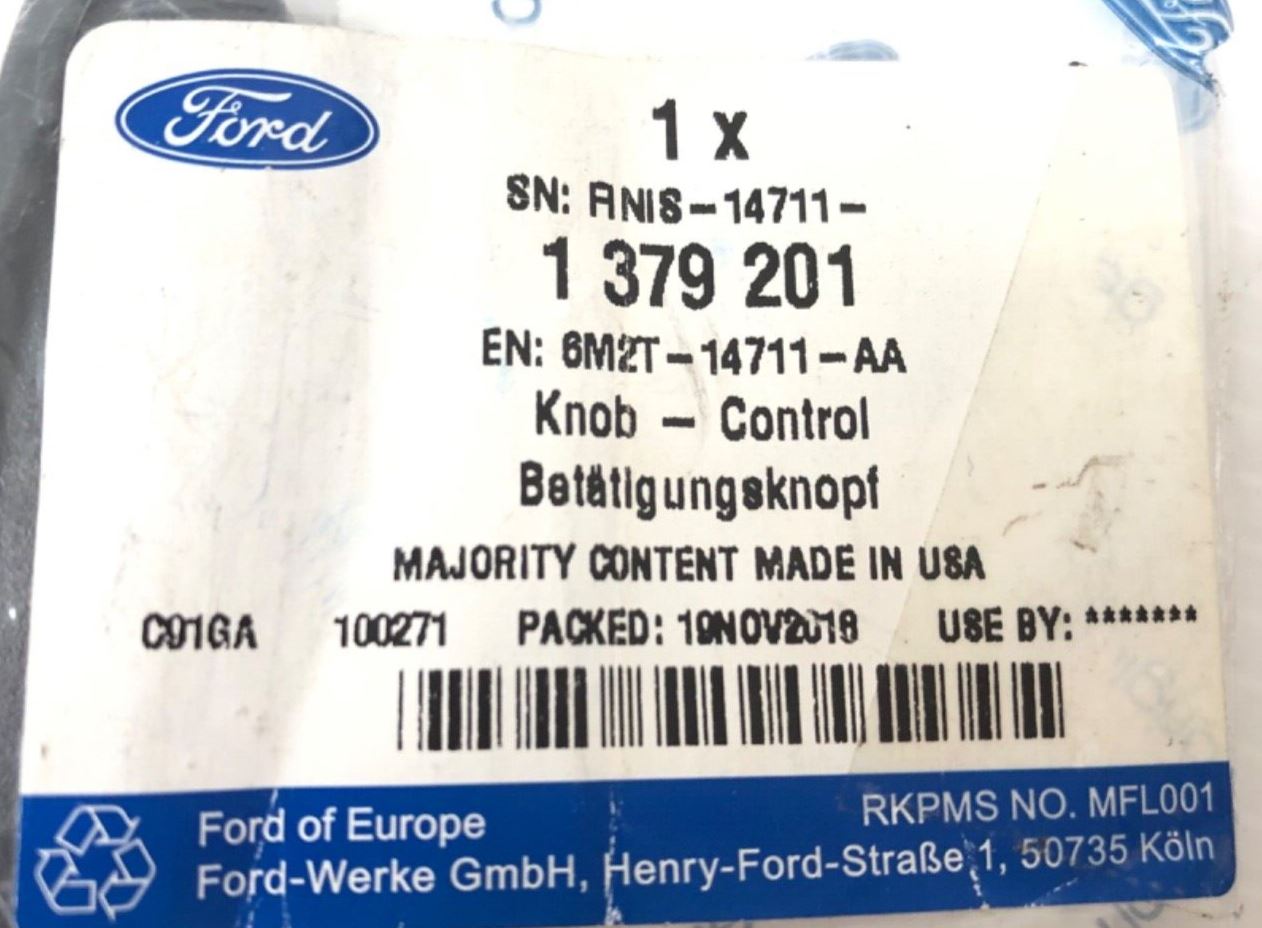 Ford
1 x
SN: FINIS-14711-
1 379 201
EN: 6M2T-14711-AA
Knob - Control
Betätigungsknopf
MAJORITY CONTENT MADE IN USA
C91GA 100271 PACKED: 19NOV2018 USE BY: *******
Ford of Europe RKPMS NO. MFL001
Ford-Werke GmbH, Henry-Ford-Straße 1, 50735 Köln